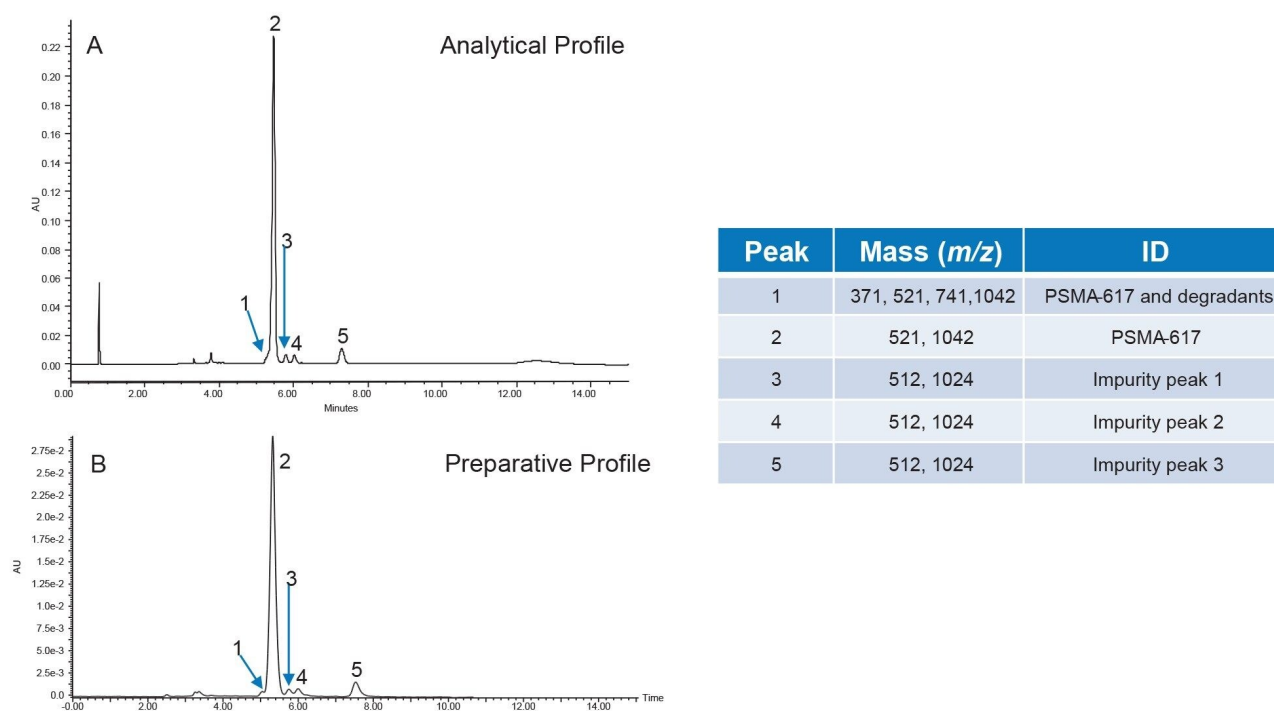 A
Analytical Profile
2
3
1
4
5
0.22
0.20
0.18
0.16
0.14
0.12
0.10
0.08
0.06
0.04
0.02
0.00
AU
0.00 2.00 4.00 6.00 8.00 10.00 12.00 14.00
Minutes
B
Preparative Profile
2
3
1
4
5
2.75e-2
2.5e-2
2.25e-2
2.0e-2
1.75e-2
1.5e-2
1.25e-2
1.0e-2
7.5e-3
5.0e-3
2.5e-3
0.0
AU
-0.00 2.00 4.00 6.00 8.00 10.00 12.00 14.00
Time
Peak Mass (m/z) ID
1 371, 521, 741,1042 PSMA-617 and degradants
2 521, 1042 PSMA-617
3 512, 1024 Impurity peak 1
4 512, 1024 Impurity peak 2
5 512, 1024 Impurity peak 3